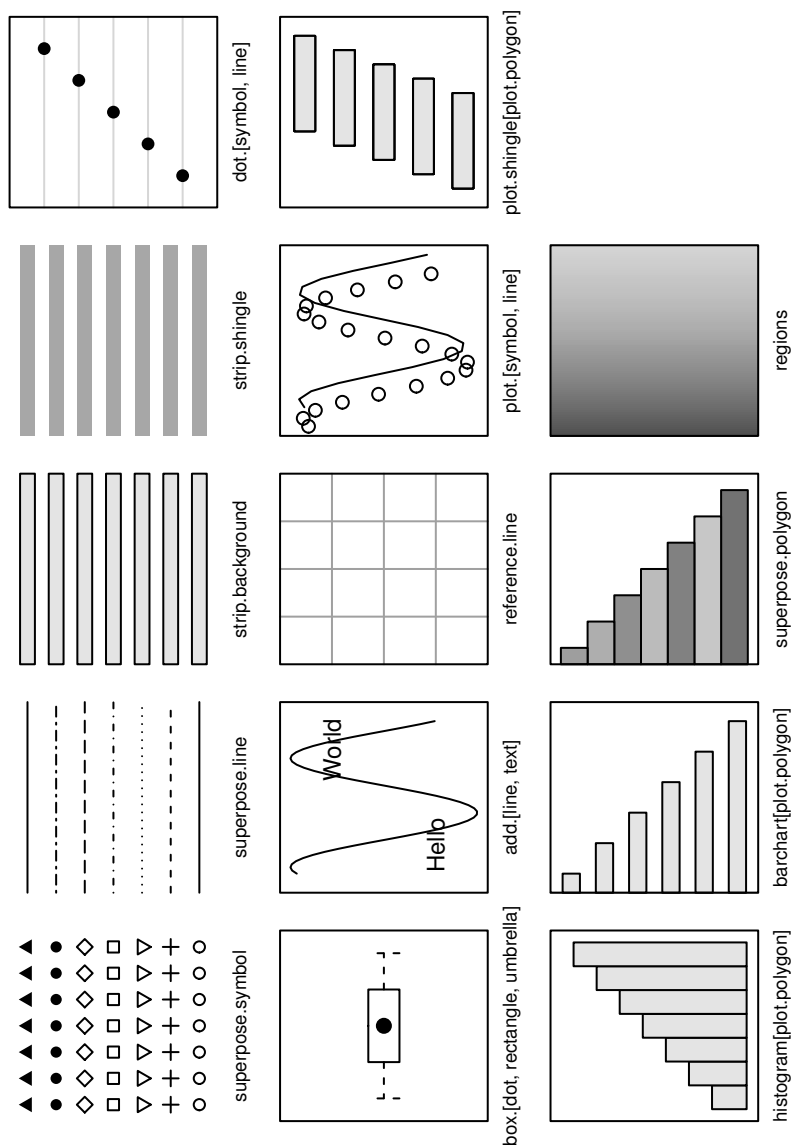 superpose.symbol
superpose.line
strip.background
strip.shingle
dot.[symbol, line]
box.[dot, rectangle, umbrella]
Hello
World
add.[line, text]
reference.line
plot.[symbol, line]
plot.shingle[plot.polygon]
histogram[plot.polygon]
barchart[plot.polygon]
superpose.polygon
regions